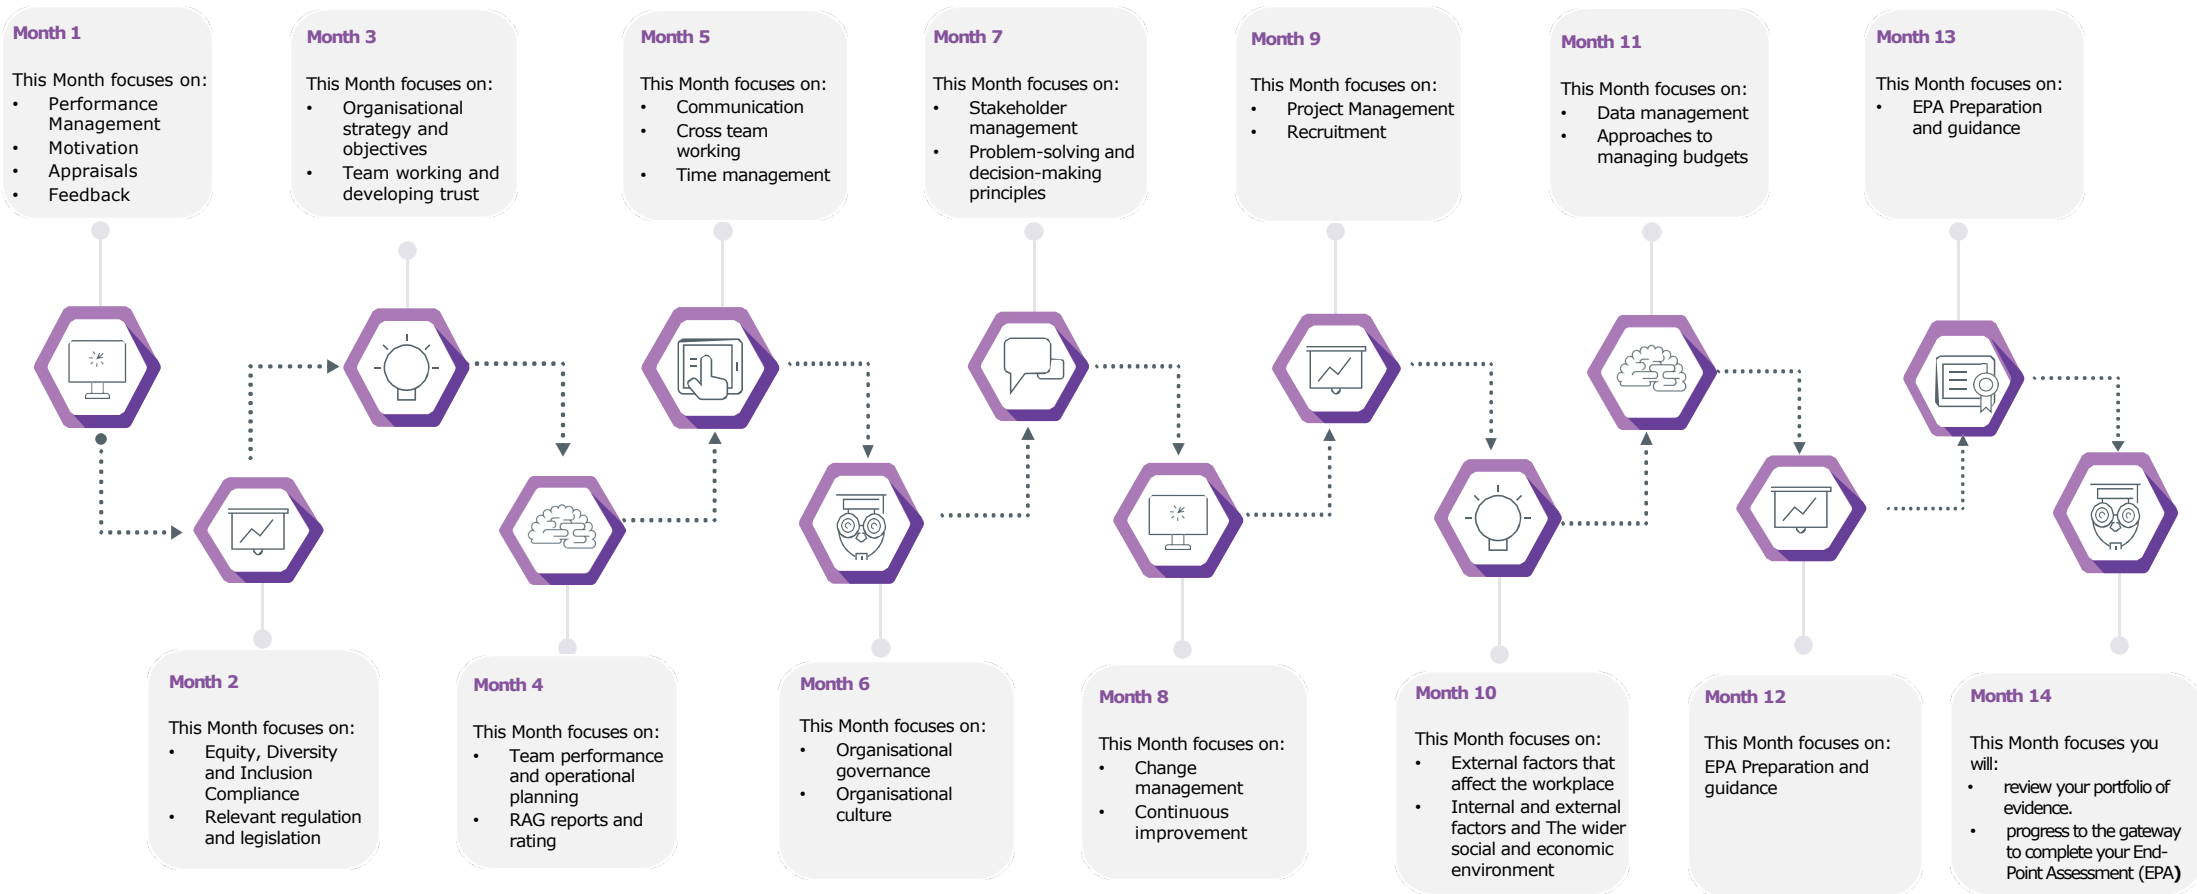 Month 1
This Month focuses on:
• Performance
Management
• Motivation
• Appraisals
• Feedback
Month 3
This Month focuses on:
• Organisational
strategy and
objectives
• Team working and
developing trust
Month 5
This Month focuses on:
• Communication
• Cross team
working
• Time management
Month 7
This Month focuses on:
• Stakeholder
management
• Problem-solving and
decision-making
principles
Month 9
This Month focuses on:
• Project Management
• Recruitment
Month 11
This Month focuses on:
• Data management
• Approaches to
managing budgets
Month 13
This Month focuses on:
• EPA Preparation
and guidance
Month 2
This Month focuses on:
• Equity, Diversity
and Inclusion
Compliance
• Relevant regulation
and legislation
Month 4
This Month focuses on:
• Team performance
and operational
planning
• RAG reports and
rating
Month 6
This Month focuses on:
• Organisational
governance
• Organisational
culture
Month 8
This Month focuses on:
• Change
management
• Continuous
improvement
Month 10
This Month focuses on:
• External factors that
affect the workplace
• Internal and external
factors and The wider
social and economic
environment
Month 12
This Month focuses on:
EPA Preparation and
guidance
Month 14
This Month focuses you
will:
• review your portfolio of
evidence.
• progress to the gateway
to complete your End-
Point Assessment (EPA)